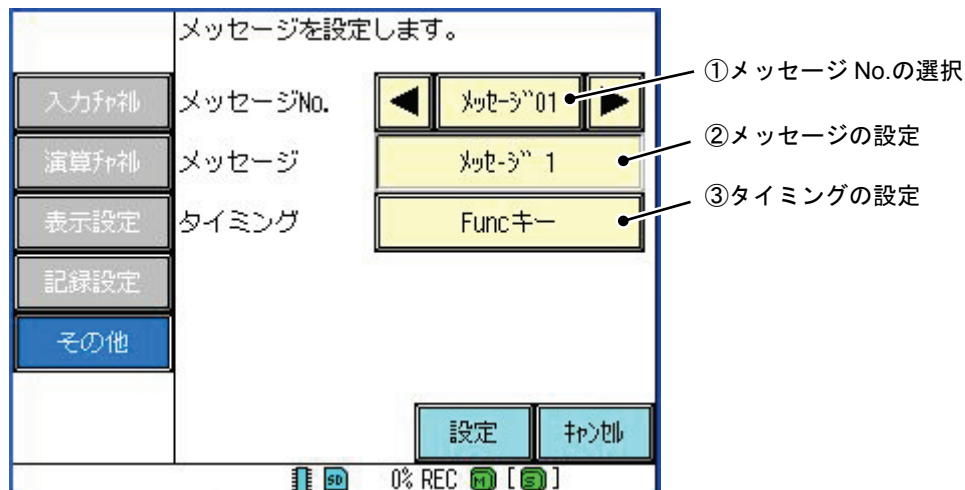 メッセージを設定します。
入力ﾁｬﾈﾙ
演算ﾁｬﾈﾙ
表示設定
記録設定
その他
メッセージNo.
◀ ﾒｯｾｰｼﾞ01 ▶
メッセージ
ﾒｯｾｰｼﾞ 1
タイミング
Funcキー
設定
ｷｬﾝｾﾙ
SD 0% REC M [S]
①メッセージ No.の選択
②メッセージの設定
③タイミングの設定